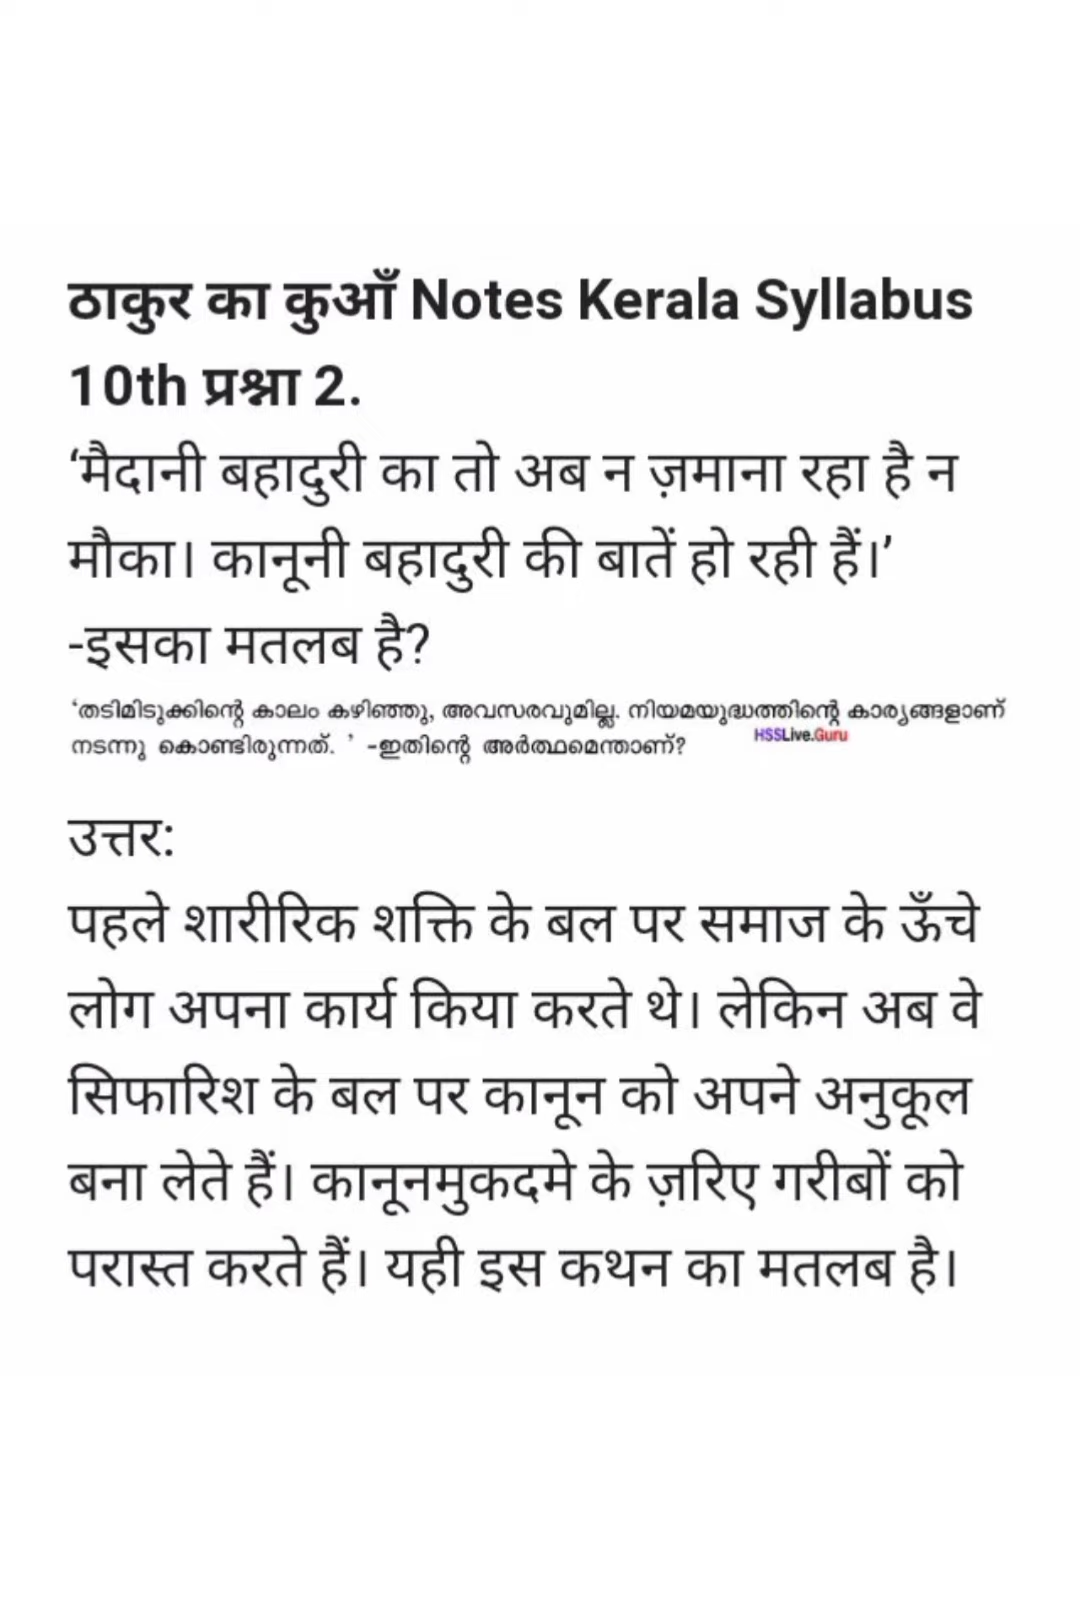 ठाकुर का कुआँ Notes Kerala Syllabus
10th प्रश्ना 2.
‘मैदानी बहादुरी का तो अब न ज़माना रहा है न
मौका। कानूनी बहादुरी की बातें हो रही हैं।’
-इसका मतलब है?
‘തടിമിടുക്കിന്റെ കാലം കഴിഞ്ഞു, അവസരവുമില്ല. നിയമയുദ്ധത്തിന്റെ കാര്യങ്ങളാണ്
നടന്നു കൊണ്ടിരുന്നത്. ’ -ഇതിന്റെ അർത്ഥമെന്താണ്?
HSSLive.Guru
उत्तर:
पहले शारीरिक शक्ति के बल पर समाज के ऊँचे
लोग अपना कार्य किया करते थे। लेकिन अब वे
सिफारिश के बल पर कानून को अपने अनुकूल
बना लेते हैं। कानूनमुकदमे के ज़रिए गरीबों को
परास्त करते हैं। यही इस कथन का मतलब है।